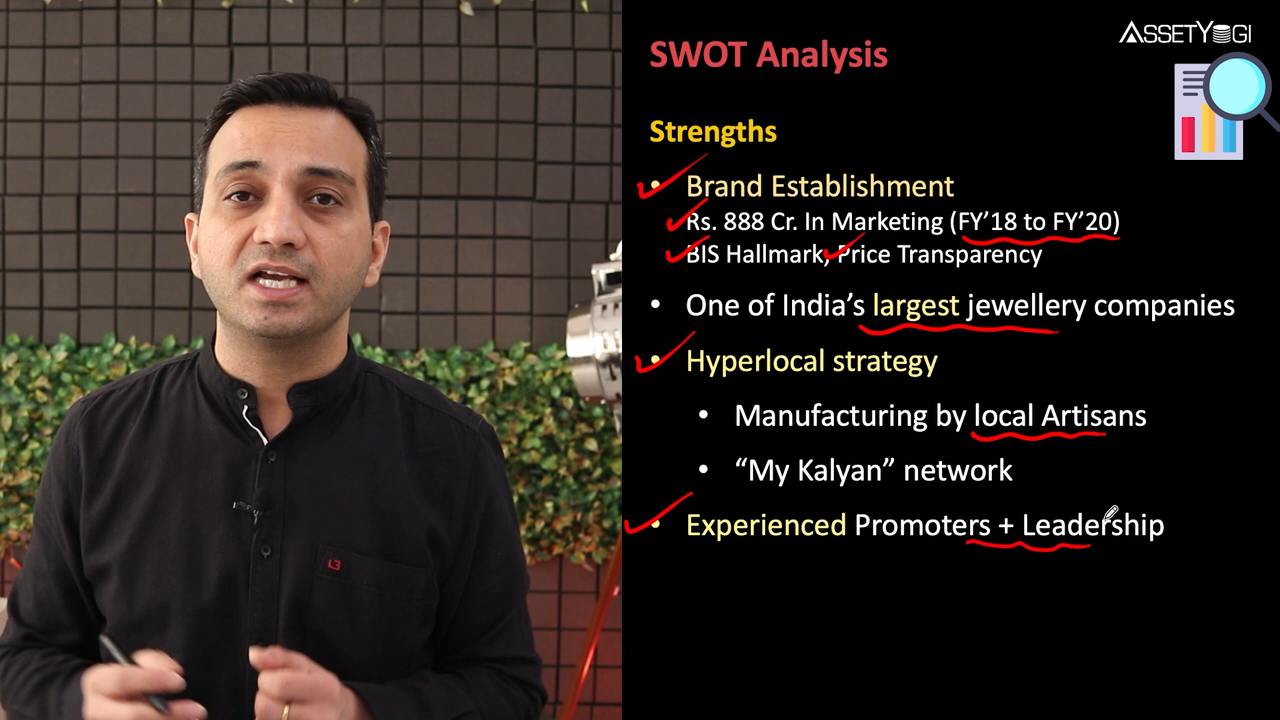 ASSETYOGI
SWOT Analysis
Strengths
• Brand Establishment
Rs. 888 Cr. In Marketing (FY’18 to FY’20)
BIS Hallmark, Price Transparency
• One of India’s largest jewellery companies
• Hyperlocal strategy
• Manufacturing by local Artisans
• “My Kalyan” network
• Experienced Promoters + Leadership
L3